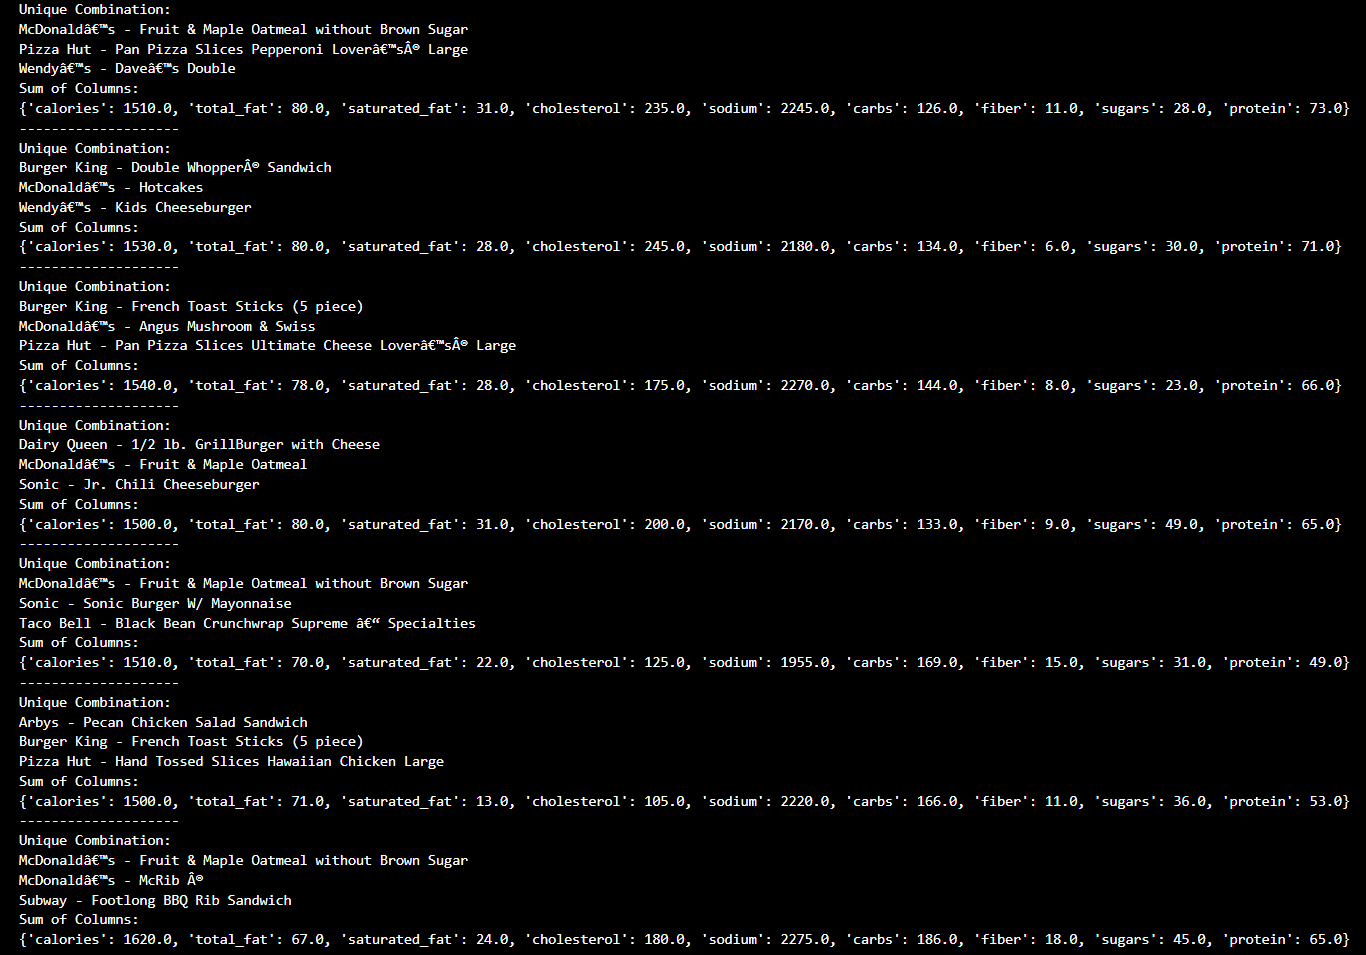 Unique Combination:
McDonaldâ€™s - Fruit & Maple Oatmeal without Brown Sugar
Pizza Hut - Pan Pizza Slices Pepperoni Loverâ€™sÂ® Large
Wendyâ€™s - Daveâ€™s Double
Sum of Columns:
{'calories': 1510.0, 'total_fat': 80.0, 'saturated_fat': 31.0, 'cholesterol': 235.0, 'sodium': 2245.0, 'carbs': 126.0, 'fiber': 11.0, 'sugars': 28.0, 'protein': 73.0}
--------------------
Unique Combination:
Burger King - Double WhopperÂ® Sandwich
McDonaldâ€™s - Hotcakes
Wendyâ€™s - Kids Cheeseburger
Sum of Columns:
{'calories': 1530.0, 'total_fat': 80.0, 'saturated_fat': 28.0, 'cholesterol': 245.0, 'sodium': 2180.0, 'carbs': 134.0, 'fiber': 6.0, 'sugars': 30.0, 'protein': 71.0}
--------------------
Unique Combination:
Burger King - French Toast Sticks (5 piece)
McDonaldâ€™s - Angus Mushroom & Swiss
Pizza Hut - Pan Pizza Slices Ultimate Cheese Loverâ€™sÂ® Large
Sum of Columns:
{'calories': 1540.0, 'total_fat': 78.0, 'saturated_fat': 28.0, 'cholesterol': 175.0, 'sodium': 2270.0, 'carbs': 144.0, 'fiber': 8.0, 'sugars': 23.0, 'protein': 66.0}
--------------------
Unique Combination:
Dairy Queen - 1/2 lb. GrillBurger with Cheese
McDonaldâ€™s - Fruit & Maple Oatmeal
Sonic - Jr. Chili Cheeseburger
Sum of Columns:
{'calories': 1500.0, 'total_fat': 80.0, 'saturated_fat': 31.0, 'cholesterol': 200.0, 'sodium': 2170.0, 'carbs': 133.0, 'fiber': 9.0, 'sugars': 49.0, 'protein': 65.0}
--------------------
Unique Combination:
McDonaldâ€™s - Fruit & Maple Oatmeal without Brown Sugar
Sonic - Sonic Burger W/ Mayonnaise
Taco Bell - Black Bean Crunchwrap Supreme â€“ Specialties
Sum of Columns:
{'calories': 1510.0, 'total_fat': 70.0, 'saturated_fat': 22.0, 'cholesterol': 125.0, 'sodium': 1955.0, 'carbs': 169.0, 'fiber': 15.0, 'sugars': 31.0, 'protein': 49.0}
--------------------
Unique Combination:
Arbys - Pecan Chicken Salad Sandwich
Burger King - French Toast Sticks (5 piece)
Pizza Hut - Hand Tossed Slices Hawaiian Chicken Large
Sum of Columns:
{'calories': 1500.0, 'total_fat': 71.0, 'saturated_fat': 13.0, 'cholesterol': 105.0, 'sodium': 2220.0, 'carbs': 166.0, 'fiber': 11.0, 'sugars': 36.0, 'protein': 53.0}
--------------------
Unique Combination:
McDonaldâ€™s - Fruit & Maple Oatmeal without Brown Sugar
McDonaldâ€™s - McRib Â®
Subway - Footlong BBQ Rib Sandwich
Sum of Columns:
{'calories': 1620.0, 'total_fat': 67.0, 'saturated_fat': 24.0, 'cholesterol': 180.0, 'sodium': 2275.0, 'carbs': 186.0, 'fiber': 18.0, 'sugars': 45.0, 'protein': 65.0}